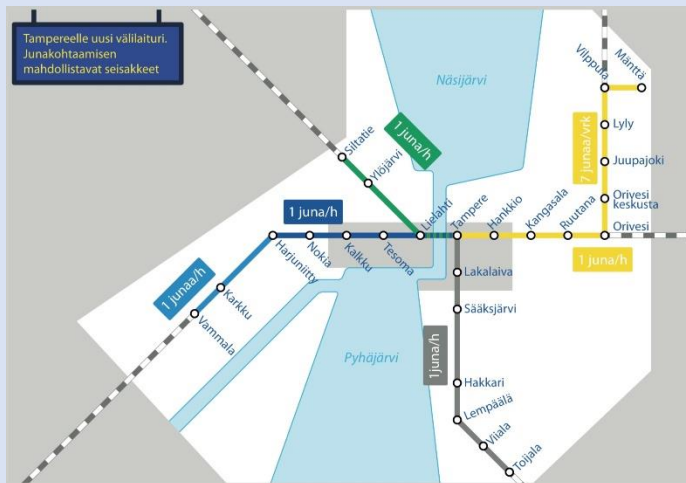 Tampereelle uusi välilaituri.
Junakohtaamisen
mahdollistavat seisakkeet
Näsijärvi
Vilppula
Mänttä
Lyly
Juupajoki
7 junaa/vrk
Orivesi
keskusta
Orivesi
1 juna/h
Siltatie
Ylöjärvi
1 juna/h
Lielahti
Tampere
Hankkio
Kangasala
Ruutana
1 juna/h
Harjuniitty
Nokia
Kalkku
Tesoma
1 junaa/h
Karkku
Vammala
Lakalaiva
Sääksjärvi
1juna/h
Pyhäjärvi
Hakkari
Lempäälä
Viiala
Toijala